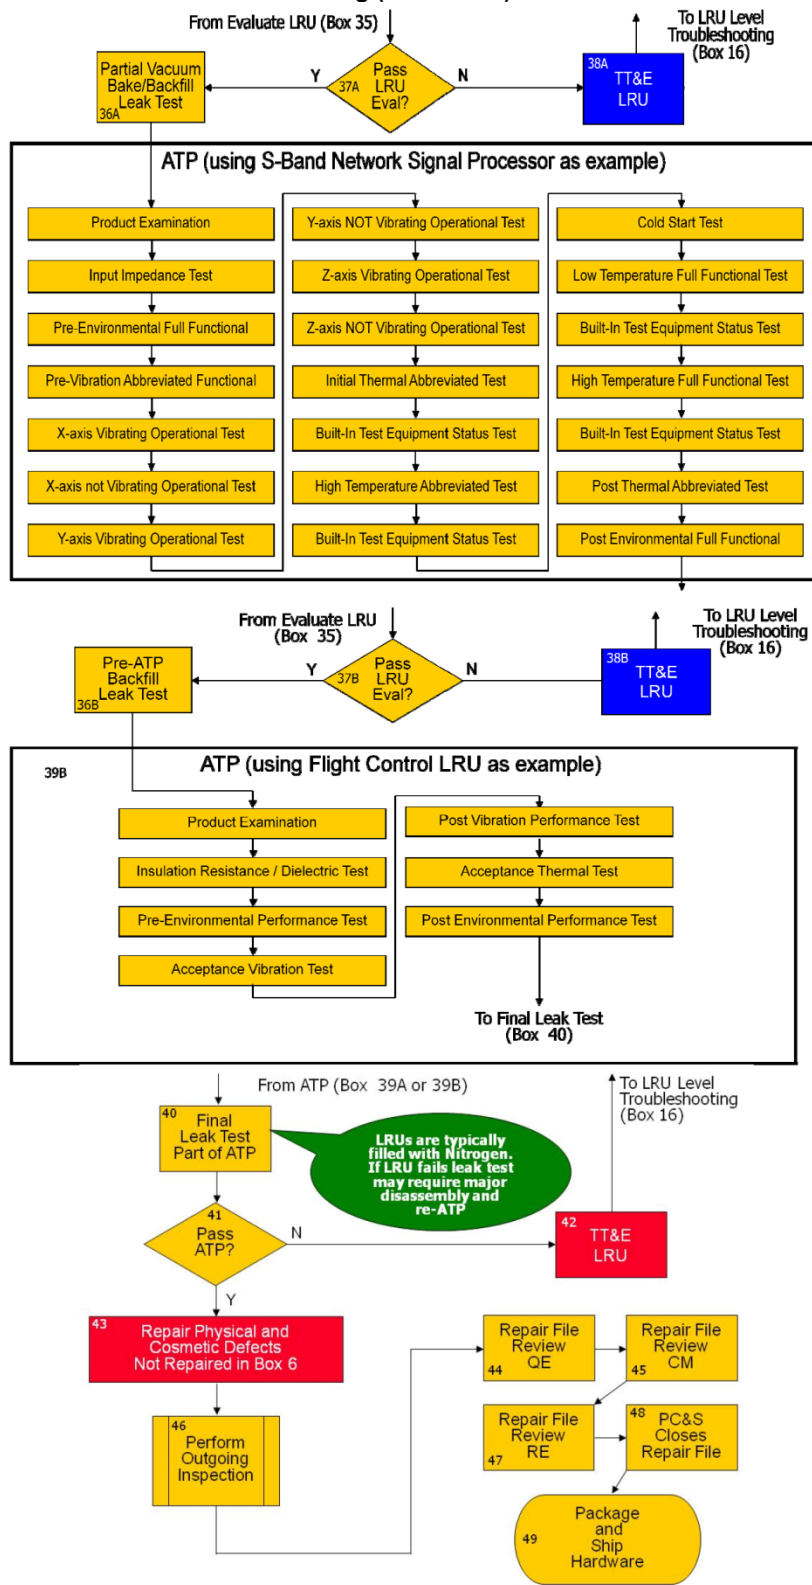 From Evaluate LRU (Box 35)
To LRU Level
Troubleshooting
(Box 16)
Partial Vacuum
Bake/Backfill
Leak Test
36A
Y
Pass
LRU
Eval?
37A
N
38A
TT&E
LRU
ATP (using S-Band Network Signal Processor as example)
Product Examination
Input Impedance Test
Pre-Environmental Full Functional
Pre-Vibration Abbreviated Functional
X-axis Vibrating Operational Test
X-axis not Vibrating Operational Test
Y-axis Vibrating Operational Test
Y-axis NOT Vibrating Operational Test
Z-axis Vibrating Operational Test
Z-axis NOT Vibrating Operational Test
Initial Thermal Abbreviated Test
Built-In Test Equipment Status Test
High Temperature Abbreviated Test
Built-In Test Equipment Status Test
Cold Start Test
Low Temperature Full Functional Test
Built-In Test Equipment Status Test
High Temperature Full Functional Test
Built-In Test Equipment Status Test
Post Thermal Abbreviated Test
Post Environmental Full Functional
From Evaluate LRU
(Box 35)
To LRU Level
Troubleshooting
(Box 16)
Pre-ATP
Backfill
Leak Test
36B
Y
Pass
LRU
Eval?
37B
N
38B
TT&E
LRU
39B
ATP (using Flight Control LRU as example)
Product Examination
Insulation Resistance / Dielectric Test
Pre-Environmental Performance Test
Acceptance Vibration Test
Post Vibration Performance Test
Acceptance Thermal Test
Post Environmental Performance Test
To Final Leak Test
(Box 40)
From ATP (Box 39A or 39B)
To LRU Level
Troubleshooting
(Box 16)
40
Final
Leak Test
Part of ATP
LRUs are typically
filled with Nitrogen.
If LRU fails leak test
may require major
disassembly and
re-ATP
41
Pass
ATP?
N
42
TT&E
LRU
Y
43
Repair Physical and
Cosmetic Defects
Not Repaired in Box 6
44
Repair File
Review
QE
45
Repair File
Review
CM
46
Perform
Outgoing
Inspection
47
Repair File
Review
RE
48
PC&S
Closes
Repair File
49
Package
and
Ship
Hardware